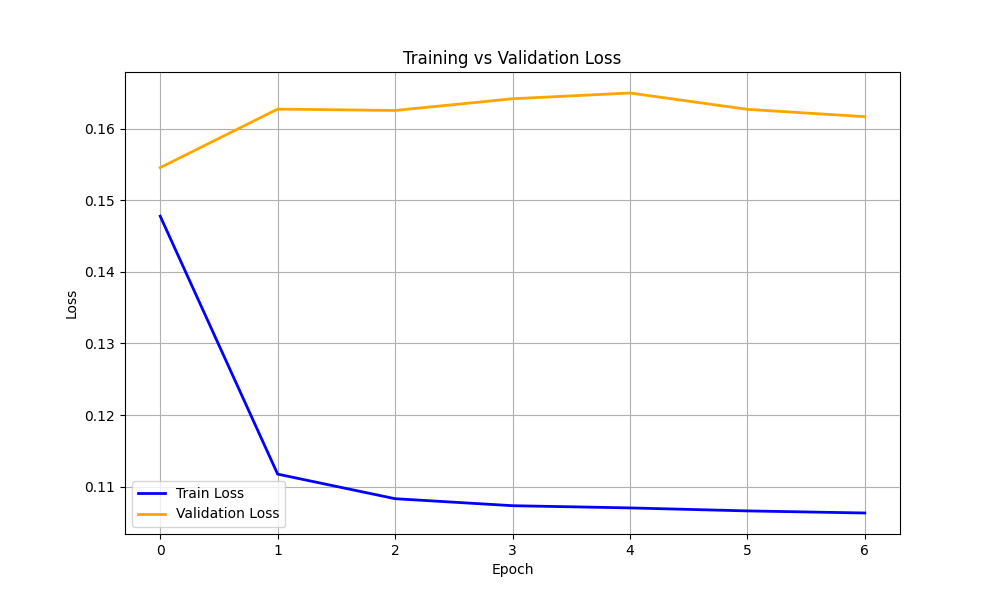 Training vs Validation Loss
Loss
0.16
0.15
0.14
0.13
0.12
0.11
Train Loss
Validation Loss
0 1 2 3 4 5 6
Epoch